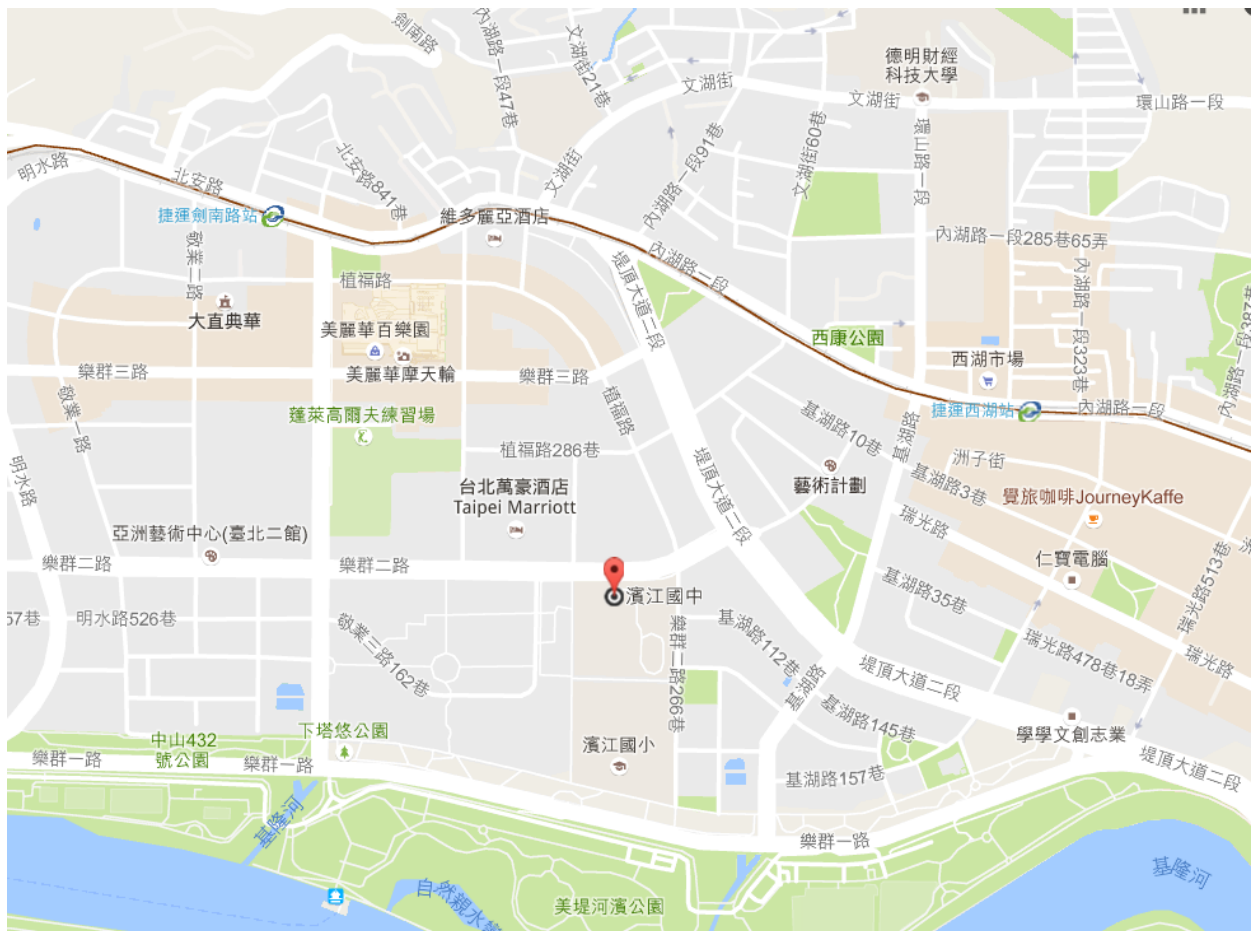 劍南路
內湖路一段47巷
文湖街21巷
文湖街
德明財經
科技大學
文湖街
環山路一段
明水路
北安路
北安路841巷
文湖街
內湖路一段91巷
文湖街60巷
環山路一段
捷運劍南路站
維多麗亞酒店
內湖路一段285巷65弄
敬業二路
植福路
堤頂大道二段
內湖路一段
內湖路一段323巷
內湖路一段387巷
大直典華
美麗華百樂園
西康公園
西湖市場
樂群三路
美麗華摩天輪
樂群三路
敬業一路
蓬萊高爾夫練習場
植福路
捷運西湖站
內湖路一段
基湖路10巷
基湖路
明水路
植福路286巷
堤頂大道二段
基湖路3巷
洲子街
台北萬豪酒店
Taipei Marriott
藝術計劃
覺旅咖啡JourneyKaffe
瑞光路
亞洲藝術中心(臺北二館)
樂群二路
樂群二路
仁寶電腦
瑞光路513巷
濱江國中
基湖路35巷
57巷
明水路526巷
敬業三路162巷
樂群二路266巷
基湖路112巷
基湖路
瑞光路478巷18弄
瑞光路
堤頂大道二段
基湖路145巷
中山432
號公園
下塔悠公園
濱江國小
學學文創志業
樂群一路
樂群一路
基湖路157巷
堤頂大道二段
基隆河
樂群一路
自然親水
美堤河濱公園
基隆河